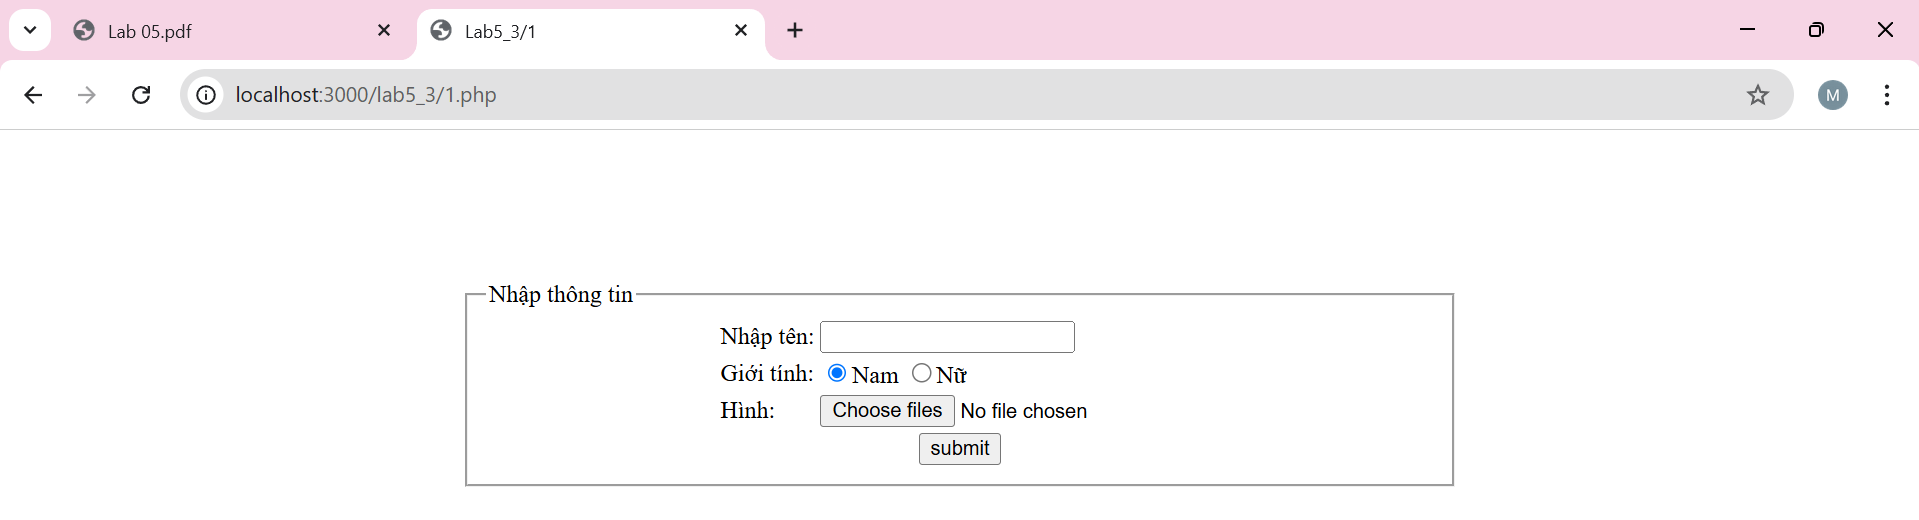 Lab 05.pdf
Lab5_3/1
localhost:3000/lab5_3/1.php
M
Nhập thông tin
Nhập tên:
Giới tính: Nam Nữ
Hình: Choose files No file chosen
submit